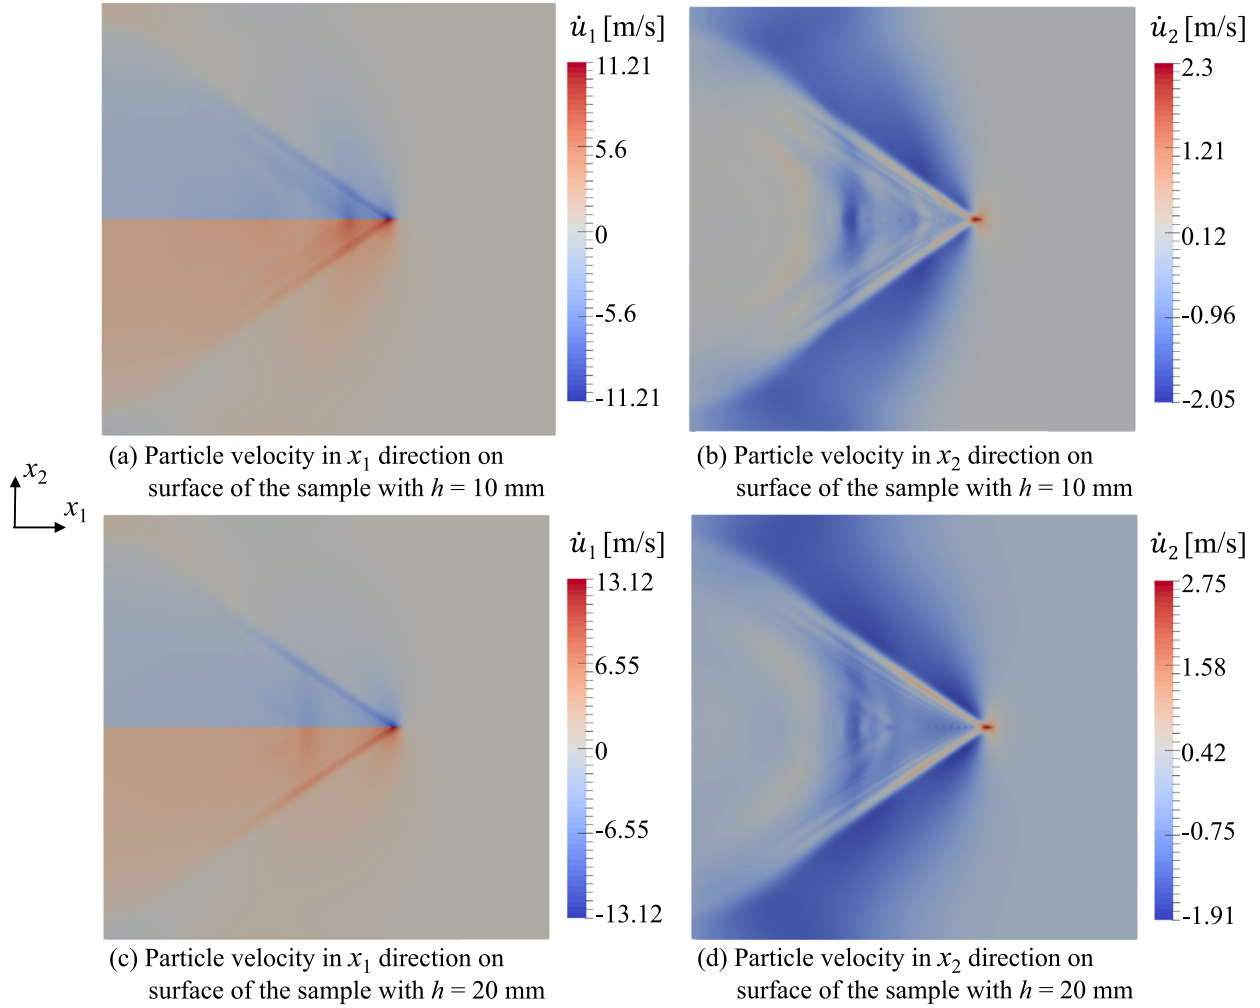 u̇₁ [m/s]
11.21
5.6
0
-5.6
-11.21
u̇₂ [m/s]
2.3
1.21
0.12
-0.96
-2.05
(a) Particle velocity in x₁ direction on
surface of the sample with h = 10 mm
(b) Particle velocity in x₂ direction on
surface of the sample with h = 10 mm
x₂
x₁
u̇₁ [m/s]
13.12
6.55
0
-6.55
-13.12
u̇₂ [m/s]
2.75
1.58
0.42
-0.75
-1.91
(c) Particle velocity in x₁ direction on
surface of the sample with h = 20 mm
(d) Particle velocity in x₂ direction on
surface of the sample with h = 20 mm